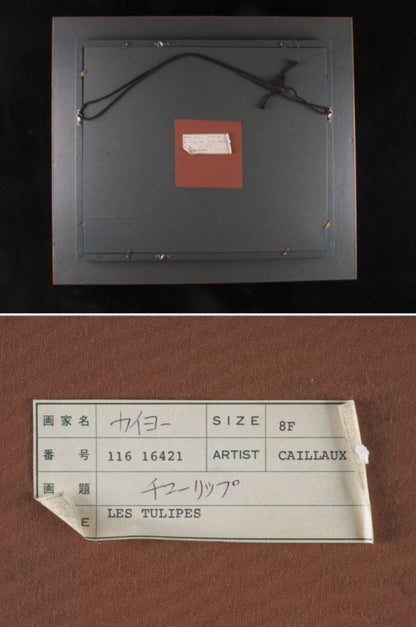 画家名 カイヨー SIZE 8F
番号 116 16421 ARTIST CAILLAUX
画題 チューリップ
E LES TULIPES